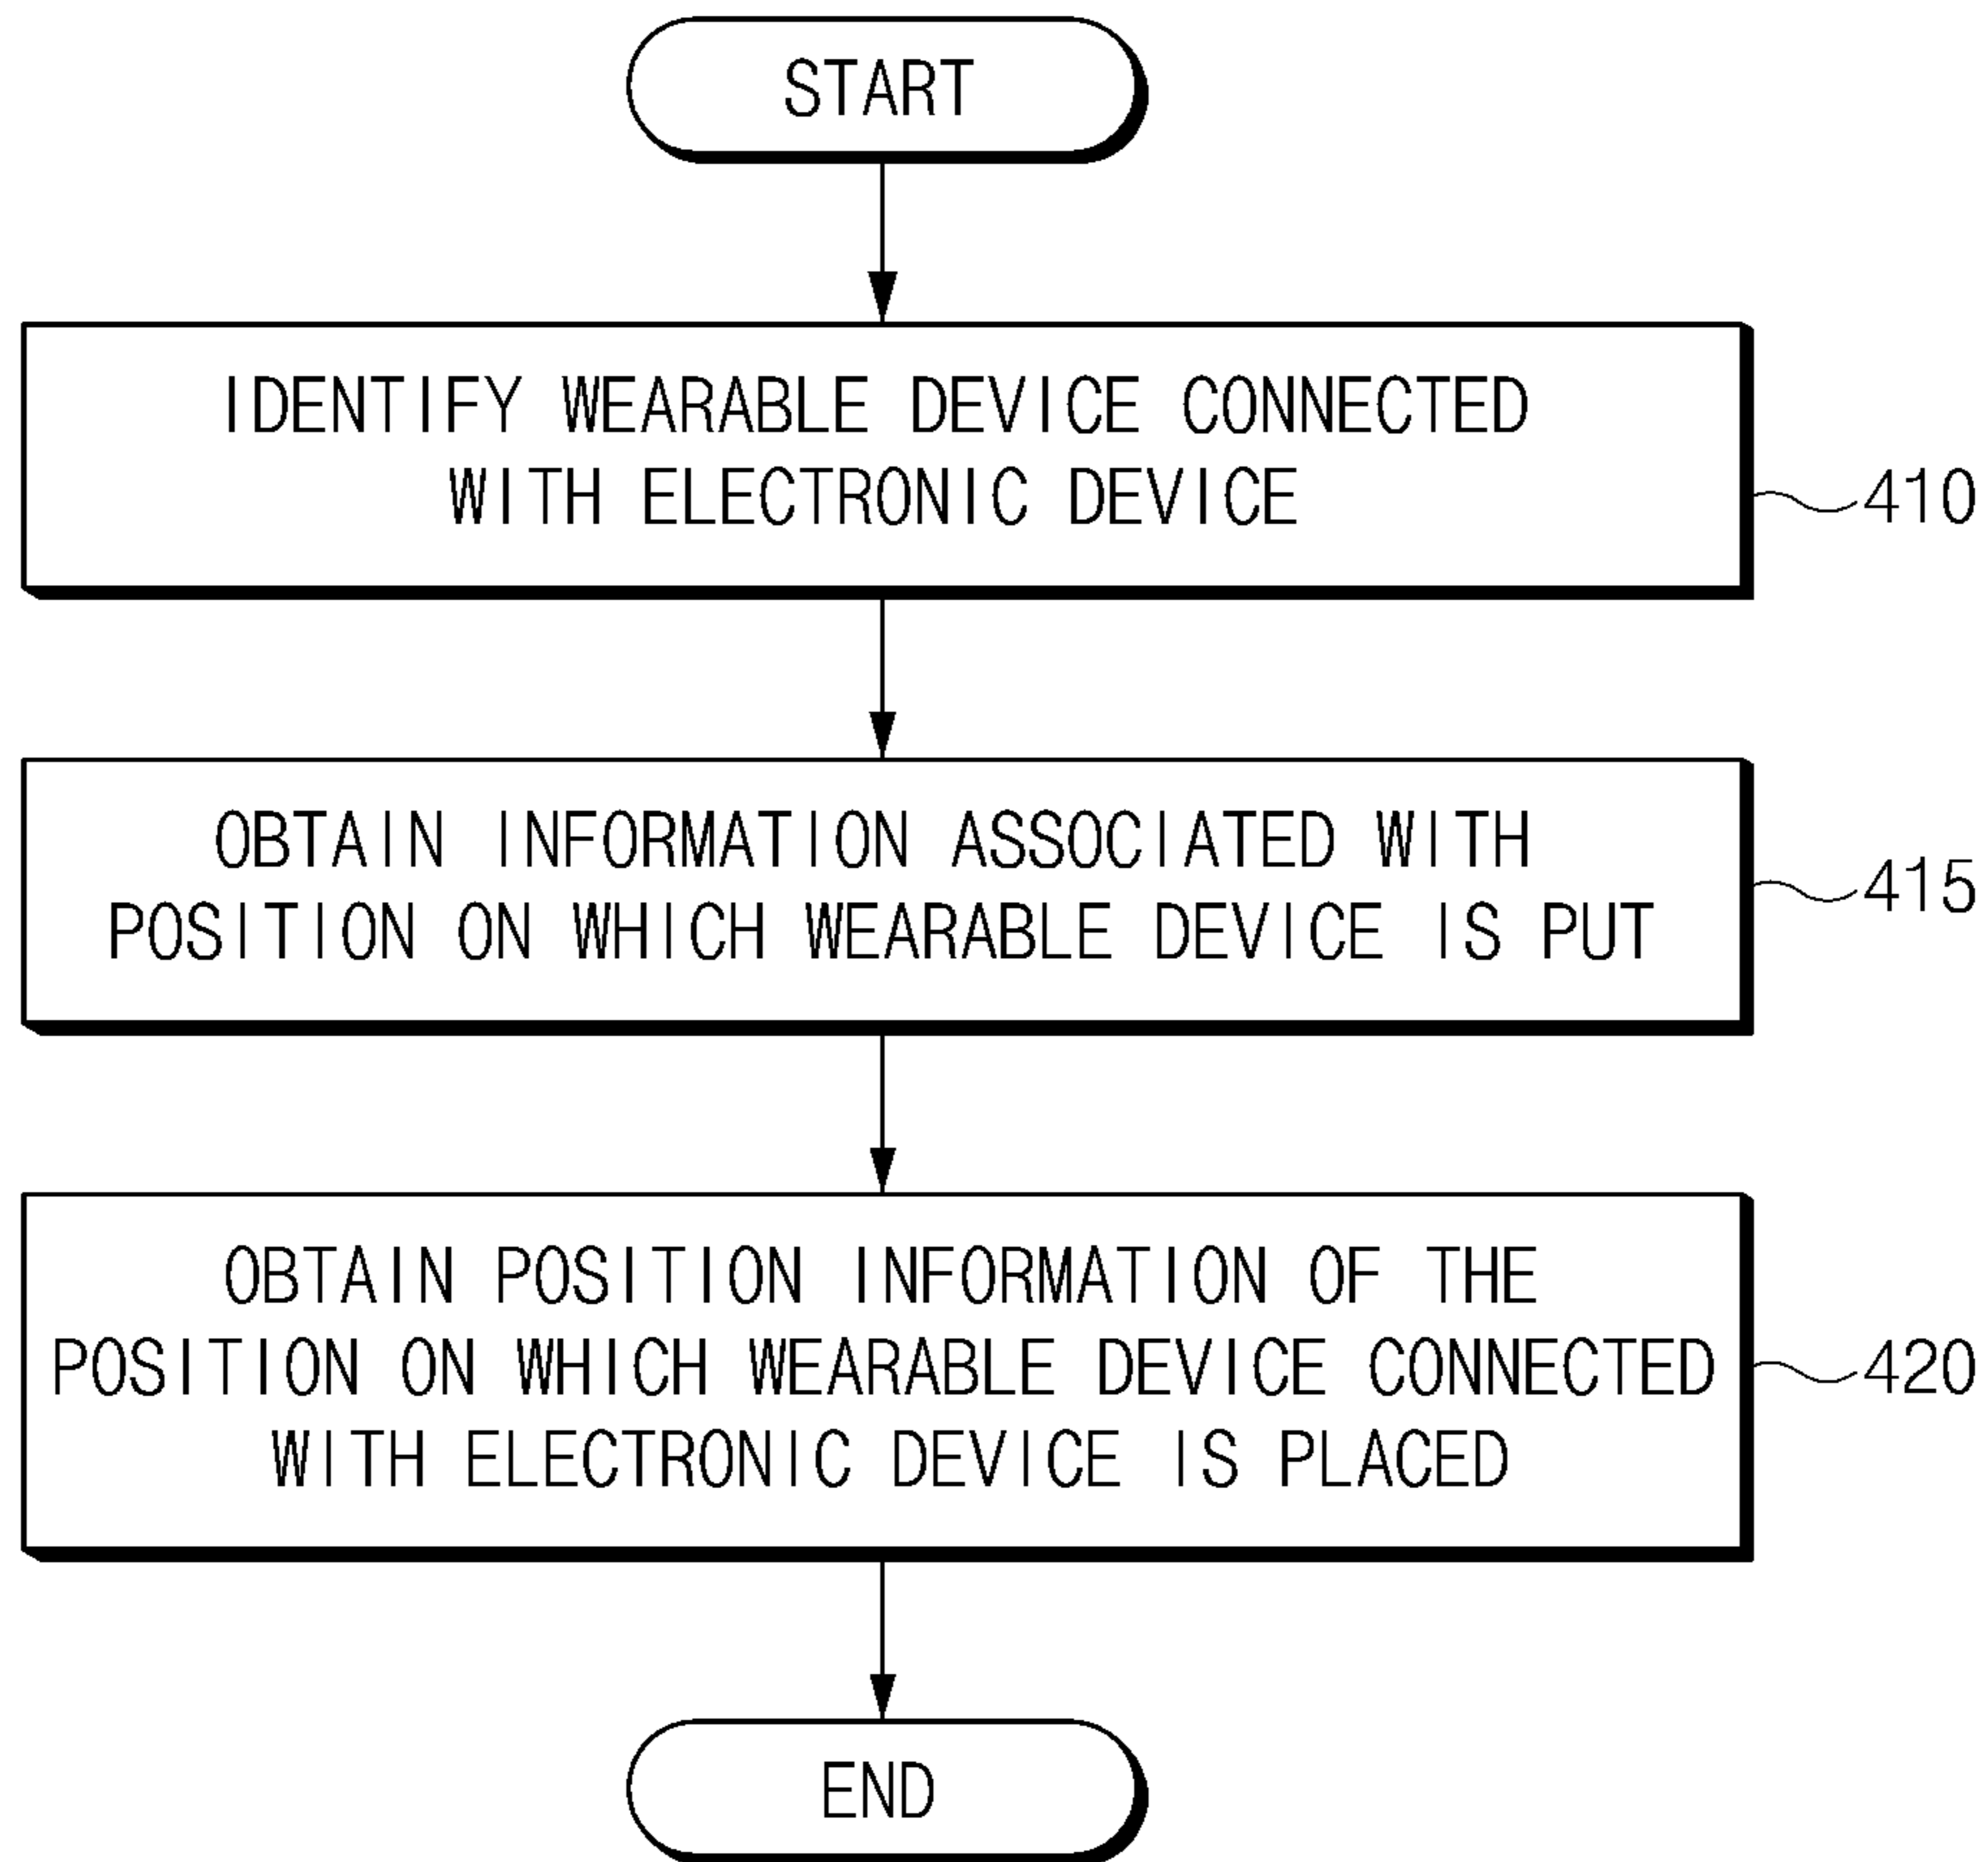 START
IDENTIFY WEARABLE DEVICE CONNECTED
WITH ELECTRONIC DEVICE
410
OBTAIN INFORMATION ASSOCIATED WITH
POSITION ON WHICH WEARABLE DEVICE IS PUT
415
OBTAIN POSITION INFORMATION OF THE
POSITION ON WHICH WEARABLE DEVICE CONNECTED
WITH ELECTRONIC DEVICE IS PLACED
420
END